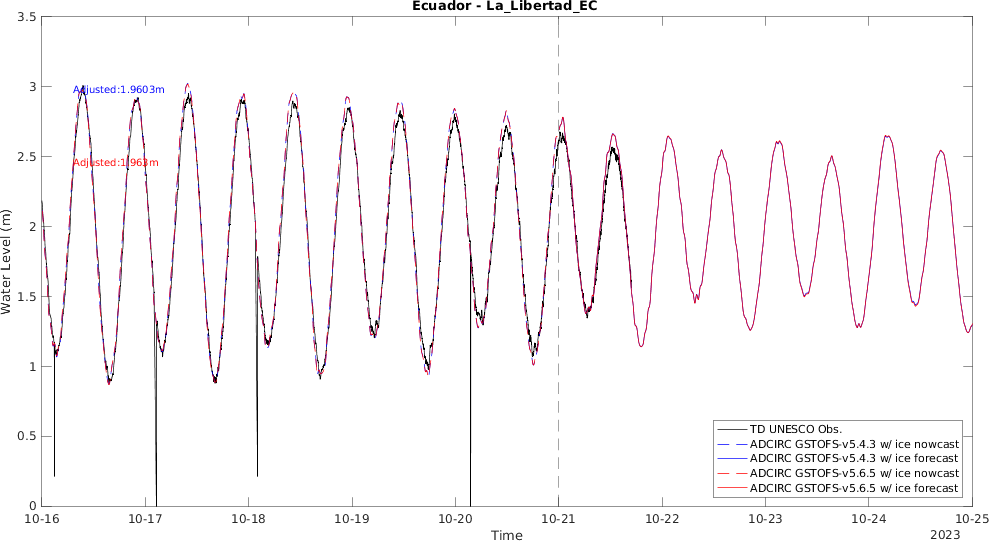 Ecuador - La_Libertad_EC
3.5
3
2.5
2
1.5
1
0.5
0
Water Level (m)
Adjusted:1.9603m
Adjusted:1.963m
TD UNESCO Obs.
ADCIRC GSTOFS-v5.4.3 w/ ice nowcast
ADCIRC GSTOFS-v5.4.3 w/ ice forecast
ADCIRC GSTOFS-v5.6.5 w/ ice nowcast
ADCIRC GSTOFS-v5.6.5 w/ ice forecast
10-16 10-17 10-18 10-19 10-20 10-21 10-22 10-23 10-24 10-25
Time
2023